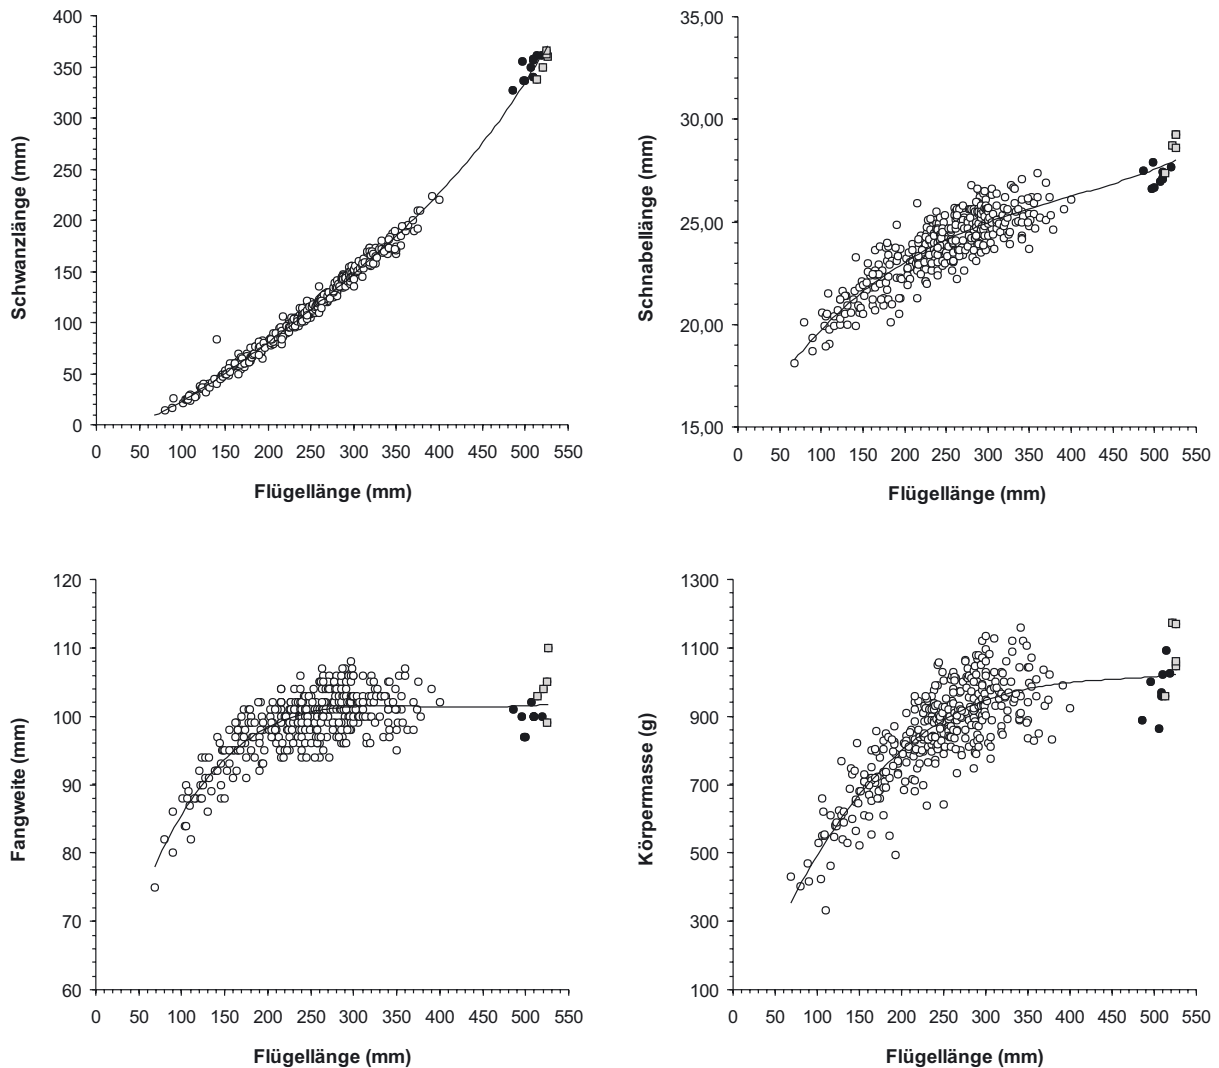 400
350
300
250
200
150
100
50
0
Schwanzlänge (mm)
0 50 100 150 200 250 300 350 400 450 500 550
Flügellänge (mm)
35,00
30,00
25,00
20,00
15,00
Schnabellänge (mm)
0 50 100 150 200 250 300 350 400 450 500 550
Flügellänge (mm)
120
110
100
90
80
70
60
Fangweite (mm)
0 50 100 150 200 250 300 350 400 450 500 550
Flügellänge (mm)
1300
1100
900
700
500
300
100
Körpermasse (g)
0 50 100 150 200 250 300 350 400 450 500 550
Flügellänge (mm)